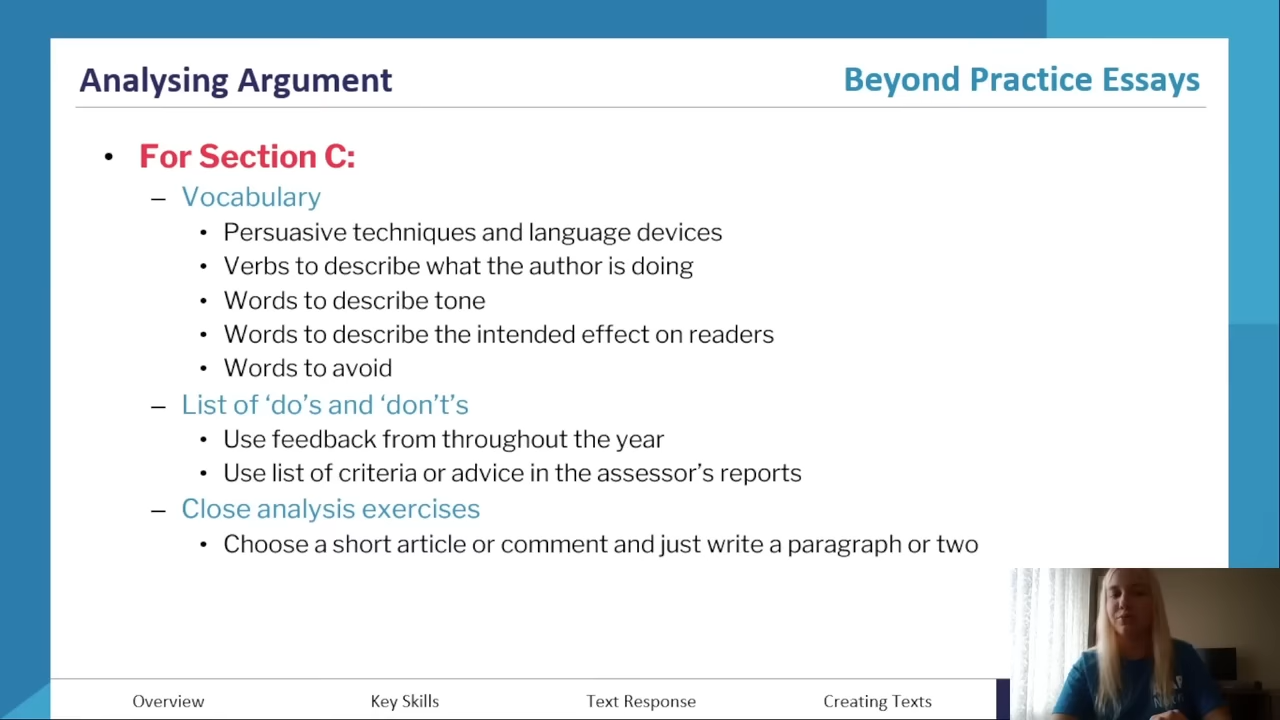 Analysing Argument
Beyond Practice Essays
• For Section C:
– Vocabulary
• Persuasive techniques and language devices
• Verbs to describe what the author is doing
• Words to describe tone
• Words to describe the intended effect on readers
• Words to avoid
– List of ‘do’s and ‘don’t’s
• Use feedback from throughout the year
• Use list of criteria or advice in the assessor’s reports
– Close analysis exercises
• Choose a short article or comment and just write a paragraph or two
Overview
Key Skills
Text Response
Creating Texts